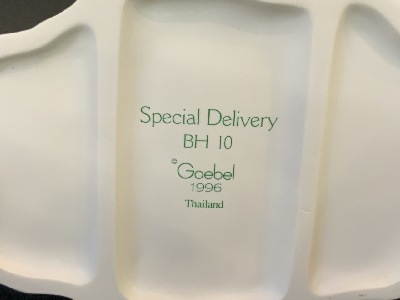 Special Delivery
BH 10
© Goebel
1996
Thailand